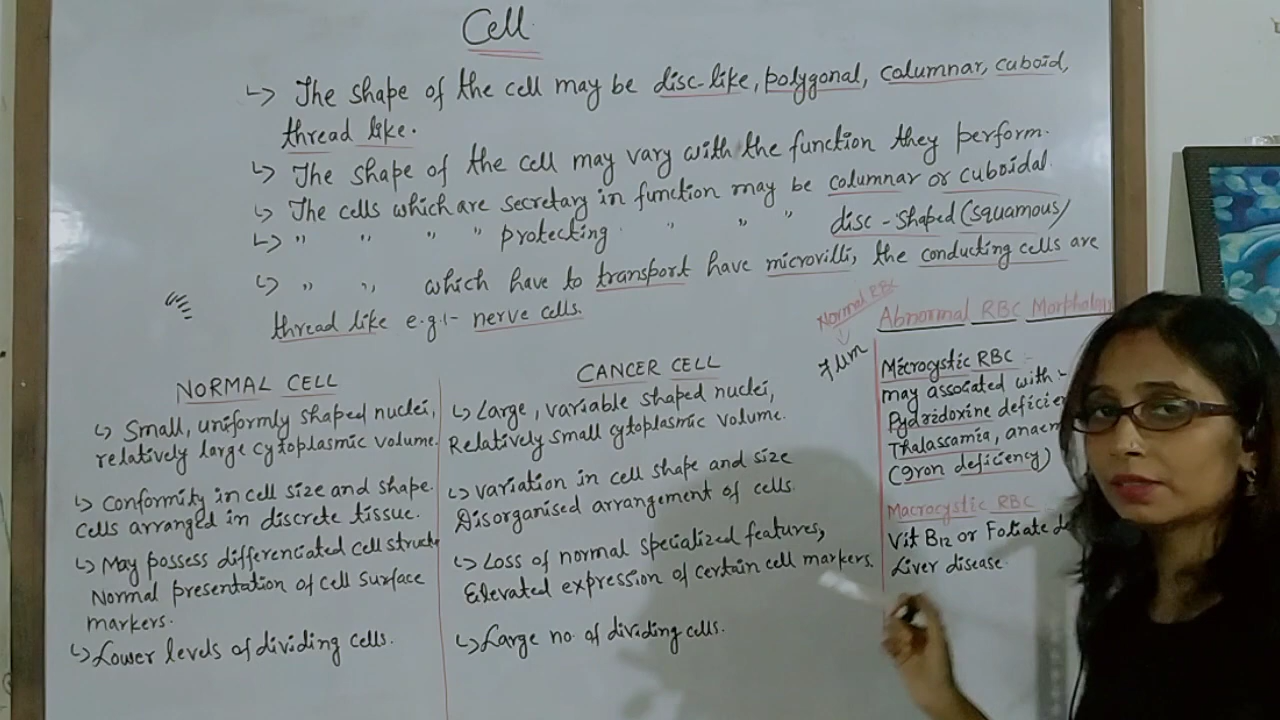 Cell
↳ The shape of the cell may be disc-like, polygonal, columnar, cuboid,
thread like.
↳ The shape of the cell may vary with the function they perform.
↳ The cells which are secretary in function may be columnar or cuboidal.
↳ " " " " protecting " " " disc-shaped (squamous)
↳ " " which have to transport have microvilli, the conducting cells are
thread like e.g:- nerve cells.
NORMAL CELL
↳ Small, uniformly shaped nuclei,
relatively large cytoplasmic volume.
↳ Conformity in cell size and shape.
cells arranged in discrete tissue.
↳ May possess differenciated cell struct
Normal presentation of cell surface
markers.
↳ Lower levels of dividing cells.
CANCER CELL
↳ Large, variable shaped nuclei,
Relatively small cytoplasmic volume.
↳ variation in cell shape and size
Disorganised arrangement of cells.
↳ Loss of normal specialized features,
Elevated expression of certain cell markers.
↳ Large no. of dividing cells.
Normal RBC
↓
7 µm
Abnormal RBC Morphology
Microcystic RBC :-
may associated with :-
Pydridoxine deficien
Thalassamia, anaem
(Iron deficiency)
Macrocystic RBC
Vit B12 or Foliate de
Liver disease.